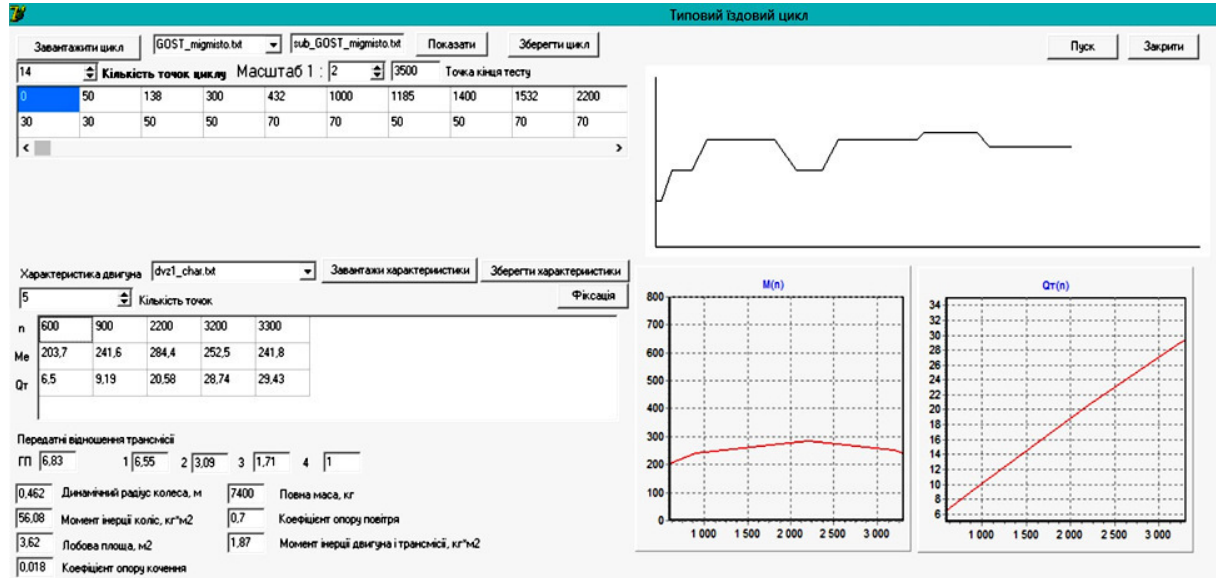 Типовий їздовий цикл
Завантажити цикл GOST_migmisto.txt sub_GOST_migmisto.txt Показати Зберегти цикл Пуск Закрити
14 Кількість точок циклу Масштаб 1 : 2 3500 Точка кінця тесту
0 50 138 300 432 1000 1185 1400 1532 2200
30 30 50 50 70 70 50 50 70 70
Характеристика двигуна dvz1_char.txt Завантажи характериистики Зберегти характериистики
5 Кількість точок Фіксація
n 600 900 2200 3200 3300
Me 203,7 241,6 284,4 252,5 241,8
Qт 6,5 9,19 20,58 28,74 29,43
Передатні відношення трансмісії
ГП 6,83 1 6,55 2 3,09 3 1,71 4 1
0,462 Динамічний радіус колеса, м 7400 Повна маса, кг
56,08 Момент інерції коліс, кг*м2 0,7 Коефіцієнт опору повітря
3,62 Лобова площа, м2 1,87 Момент інерції двигуна і трансмісії, кг*м2
0,018 Коефіцієнт опору кочення
M(n)
800
700
600
500
400
300
200
100
0
1 000 1 500 2 000 2 500 3 000
Qт(n)
34
32
30
28
26
24
22
20
18
16
14
12
10
8
6
1 000 1 500 2 000 2 500 3 000